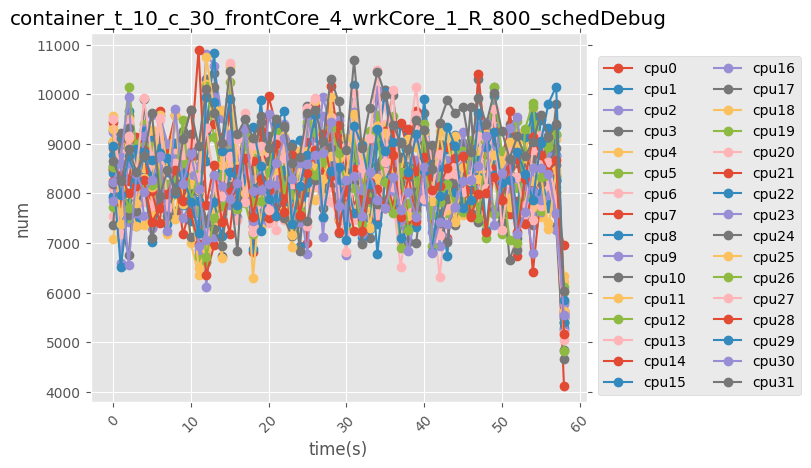 container_t_10_c_30_frontCore_4_wrkCore_1_R_800_schedDebug
11000
10000
9000
8000
7000
6000
5000
4000
num
0
10
20
30
40
50
60
time(s)
cpu0
cpu1
cpu2
cpu3
cpu4
cpu5
cpu6
cpu7
cpu8
cpu9
cpu10
cpu11
cpu12
cpu13
cpu14
cpu15
cpu16
cpu17
cpu18
cpu19
cpu20
cpu21
cpu22
cpu23
cpu24
cpu25
cpu26
cpu27
cpu28
cpu29
cpu30
cpu31